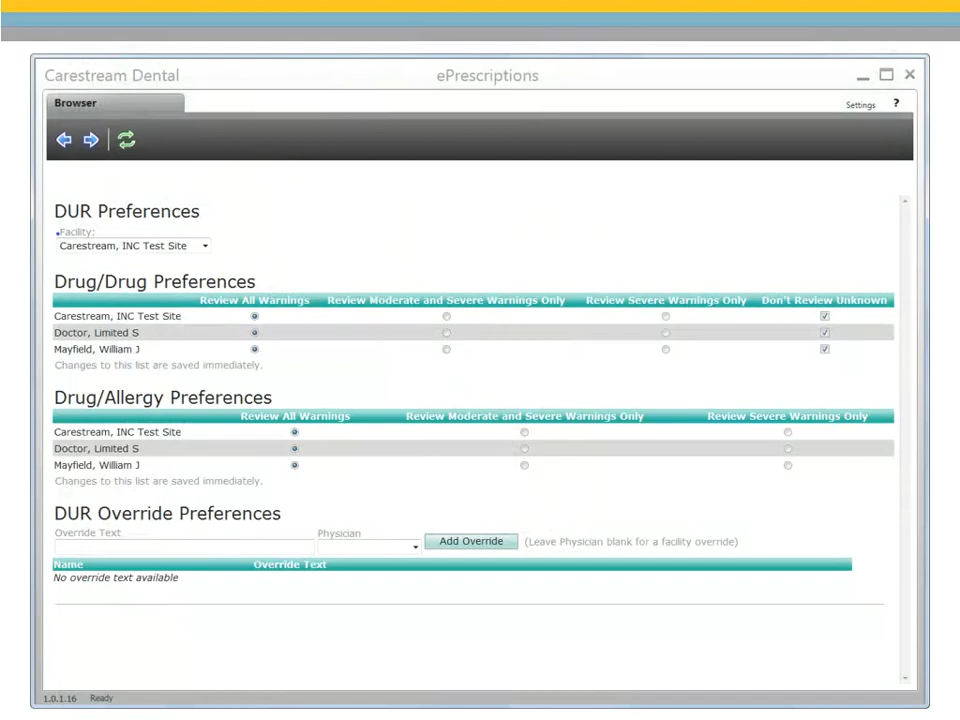 Carestream Dental ePrescriptions
Browser
Settings ?
DUR Preferences
Facility:
Carestream, INC Test Site
Drug/Drug Preferences
Review All Warnings Review Moderate and Severe Warnings Only Review Severe Warnings Only Don't Review Unknown
Carestream, INC Test Site
Doctor, Limited S
Mayfield, William J
Changes to this list are saved immediately.
Drug/Allergy Preferences
Review All Warnings Review Moderate and Severe Warnings Only Review Severe Warnings Only
Carestream, INC Test Site
Doctor, Limited S
Mayfield, William J
Changes to this list are saved immediately.
DUR Override Preferences
Override Text Physician
Add Override (Leave Physician blank for a facility override)
Name Override Text
No override text available
1.0.1.16 Ready